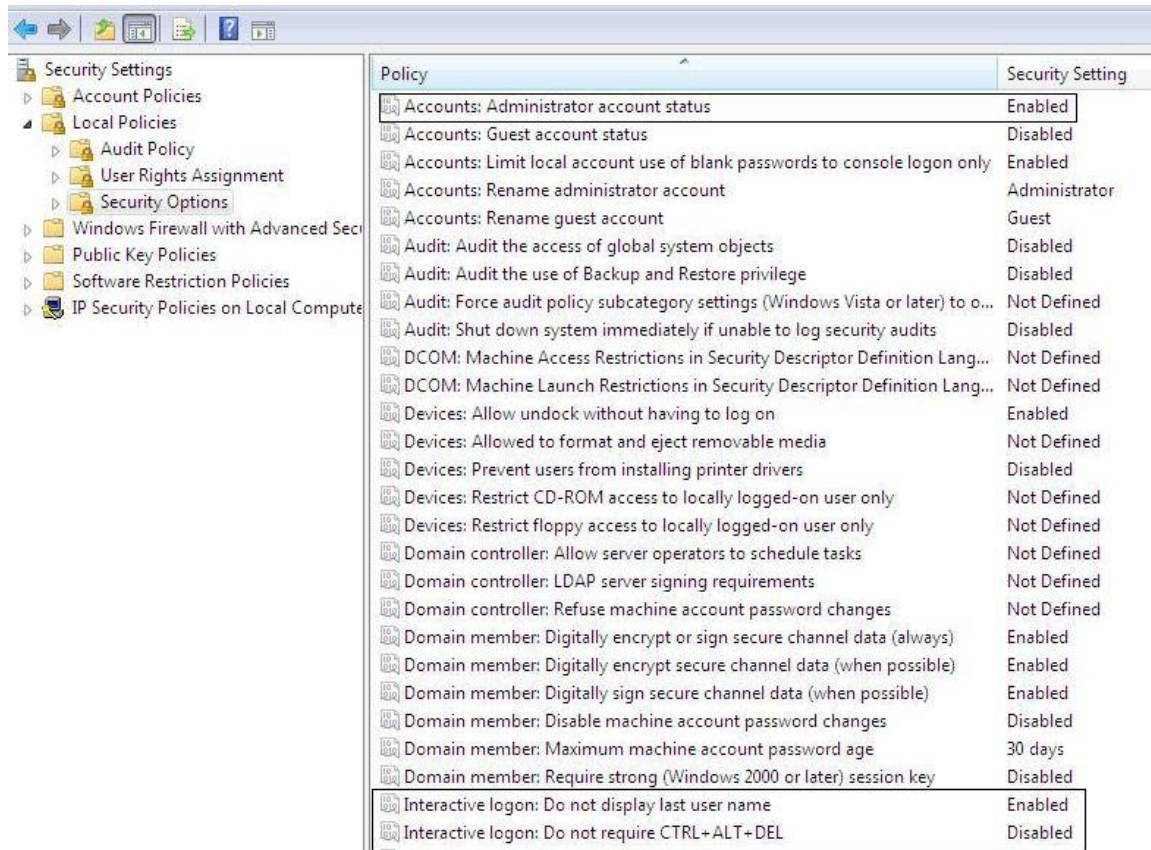 Security Settings
Account Policies
Local Policies
Audit Policy
User Rights Assignment
Security Options
Windows Firewall with Advanced Secu
Public Key Policies
Software Restriction Policies
IP Security Policies on Local Compute
Policy Security Setting
Accounts: Administrator account status Enabled
Accounts: Guest account status Disabled
Accounts: Limit local account use of blank passwords to console logon only Enabled
Accounts: Rename administrator account Administrator
Accounts: Rename guest account Guest
Audit: Audit the access of global system objects Disabled
Audit: Audit the use of Backup and Restore privilege Disabled
Audit: Force audit policy subcategory settings (Windows Vista or later) to o... Not Defined
Audit: Shut down system immediately if unable to log security audits Disabled
DCOM: Machine Access Restrictions in Security Descriptor Definition Lang... Not Defined
DCOM: Machine Launch Restrictions in Security Descriptor Definition Lang... Not Defined
Devices: Allow undock without having to log on Enabled
Devices: Allowed to format and eject removable media Not Defined
Devices: Prevent users from installing printer drivers Disabled
Devices: Restrict CD-ROM access to locally logged-on user only Not Defined
Devices: Restrict floppy access to locally logged-on user only Not Defined
Domain controller: Allow server operators to schedule tasks Not Defined
Domain controller: LDAP server signing requirements Not Defined
Domain controller: Refuse machine account password changes Not Defined
Domain member: Digitally encrypt or sign secure channel data (always) Enabled
Domain member: Digitally encrypt secure channel data (when possible) Enabled
Domain member: Digitally sign secure channel data (when possible) Enabled
Domain member: Disable machine account password changes Disabled
Domain member: Maximum machine account password age 30 days
Domain member: Require strong (Windows 2000 or later) session key Disabled
Interactive logon: Do not display last user name Enabled
Interactive logon: Do not require CTRL+ALT+DEL Disabled